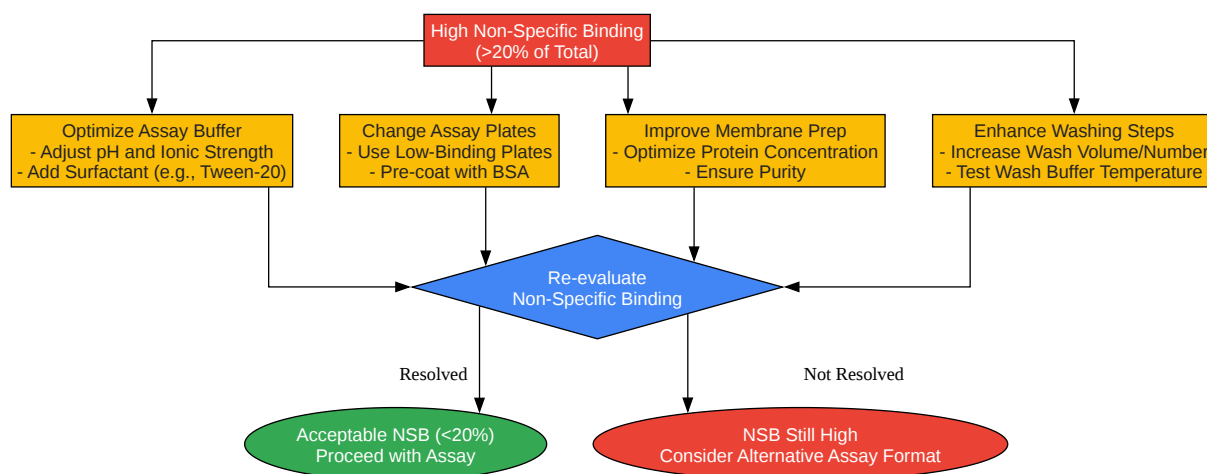 High Non-Specific Binding
(>20% of Total)
Optimize Assay Buffer
- Adjust pH and Ionic Strength
- Add Surfactant (e.g., Tween-20)
Change Assay Plates
- Use Low-Binding Plates
- Pre-coat with BSA
Improve Membrane Prep
- Optimize Protein Concentration
- Ensure Purity
Enhance Washing Steps
- Increase Wash Volume/Number
- Test Wash Buffer Temperature
Re-evaluate
Non-Specific Binding
Resolved
Not Resolved
Acceptable NSB (<20%)
Proceed with Assay
NSB Still High
Consider Alternative Assay Format